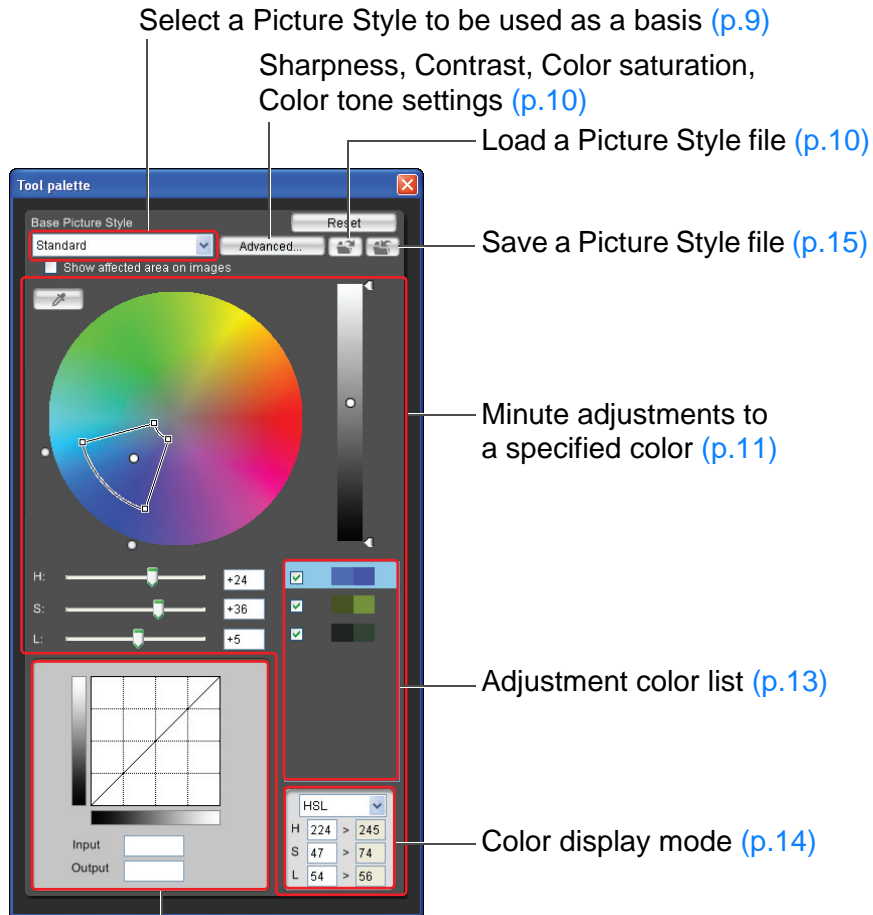 Select a Picture Style to be used as a basis (p.9)
Sharpness, Contrast, Color saturation,
Color tone settings (p.10)
Load a Picture Style file (p.10)
Tool palette
Base Picture Style
Reset
Standard
Advanced...
Save a Picture Style file (p.15)
Show affected area on images
Minute adjustments to
a specified color (p.11)
H: +24
S: +36
L: +5
Adjustment color list (p.13)
HSL
H 224 > 245
S 47 > 74
L 54 > 56
Color display mode (p.14)
Input
Output